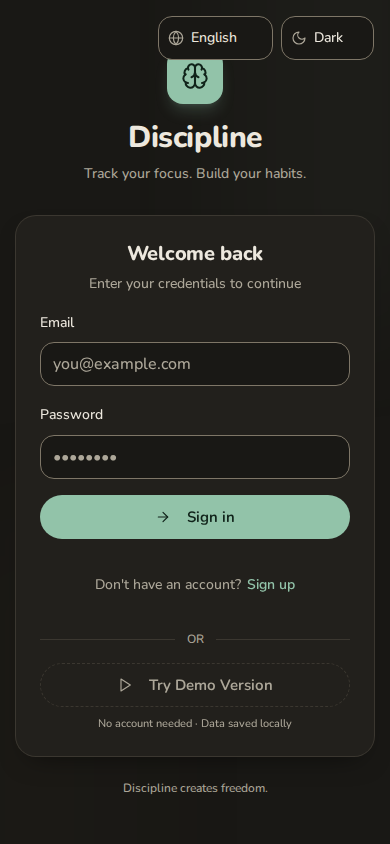 English
Dark
Discipline
Track your focus. Build your habits.
Welcome back
Enter your credentials to continue
Email
you@example.com
Password
••••••••
Sign in
Don't have an account? Sign up
OR
Try Demo Version
No account needed · Data saved locally
Discipline creates freedom.